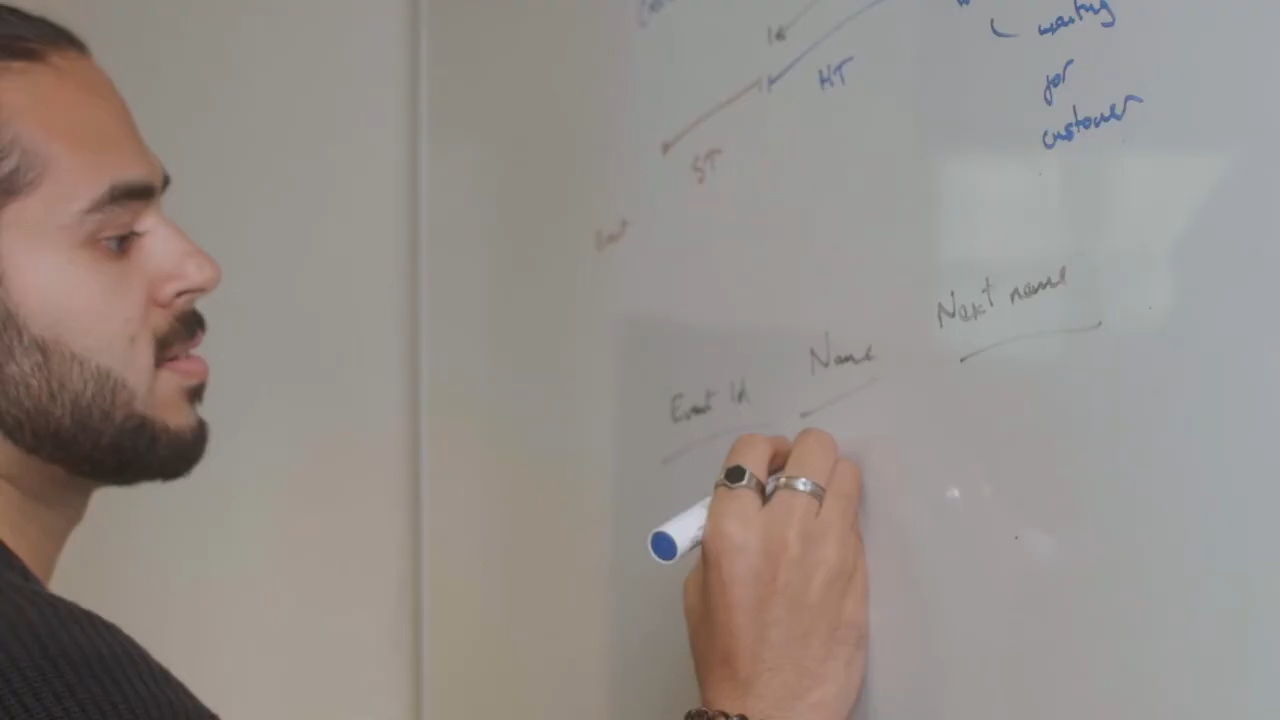 waiting
for
customer
HT
ST
Next name
Name
Event Id